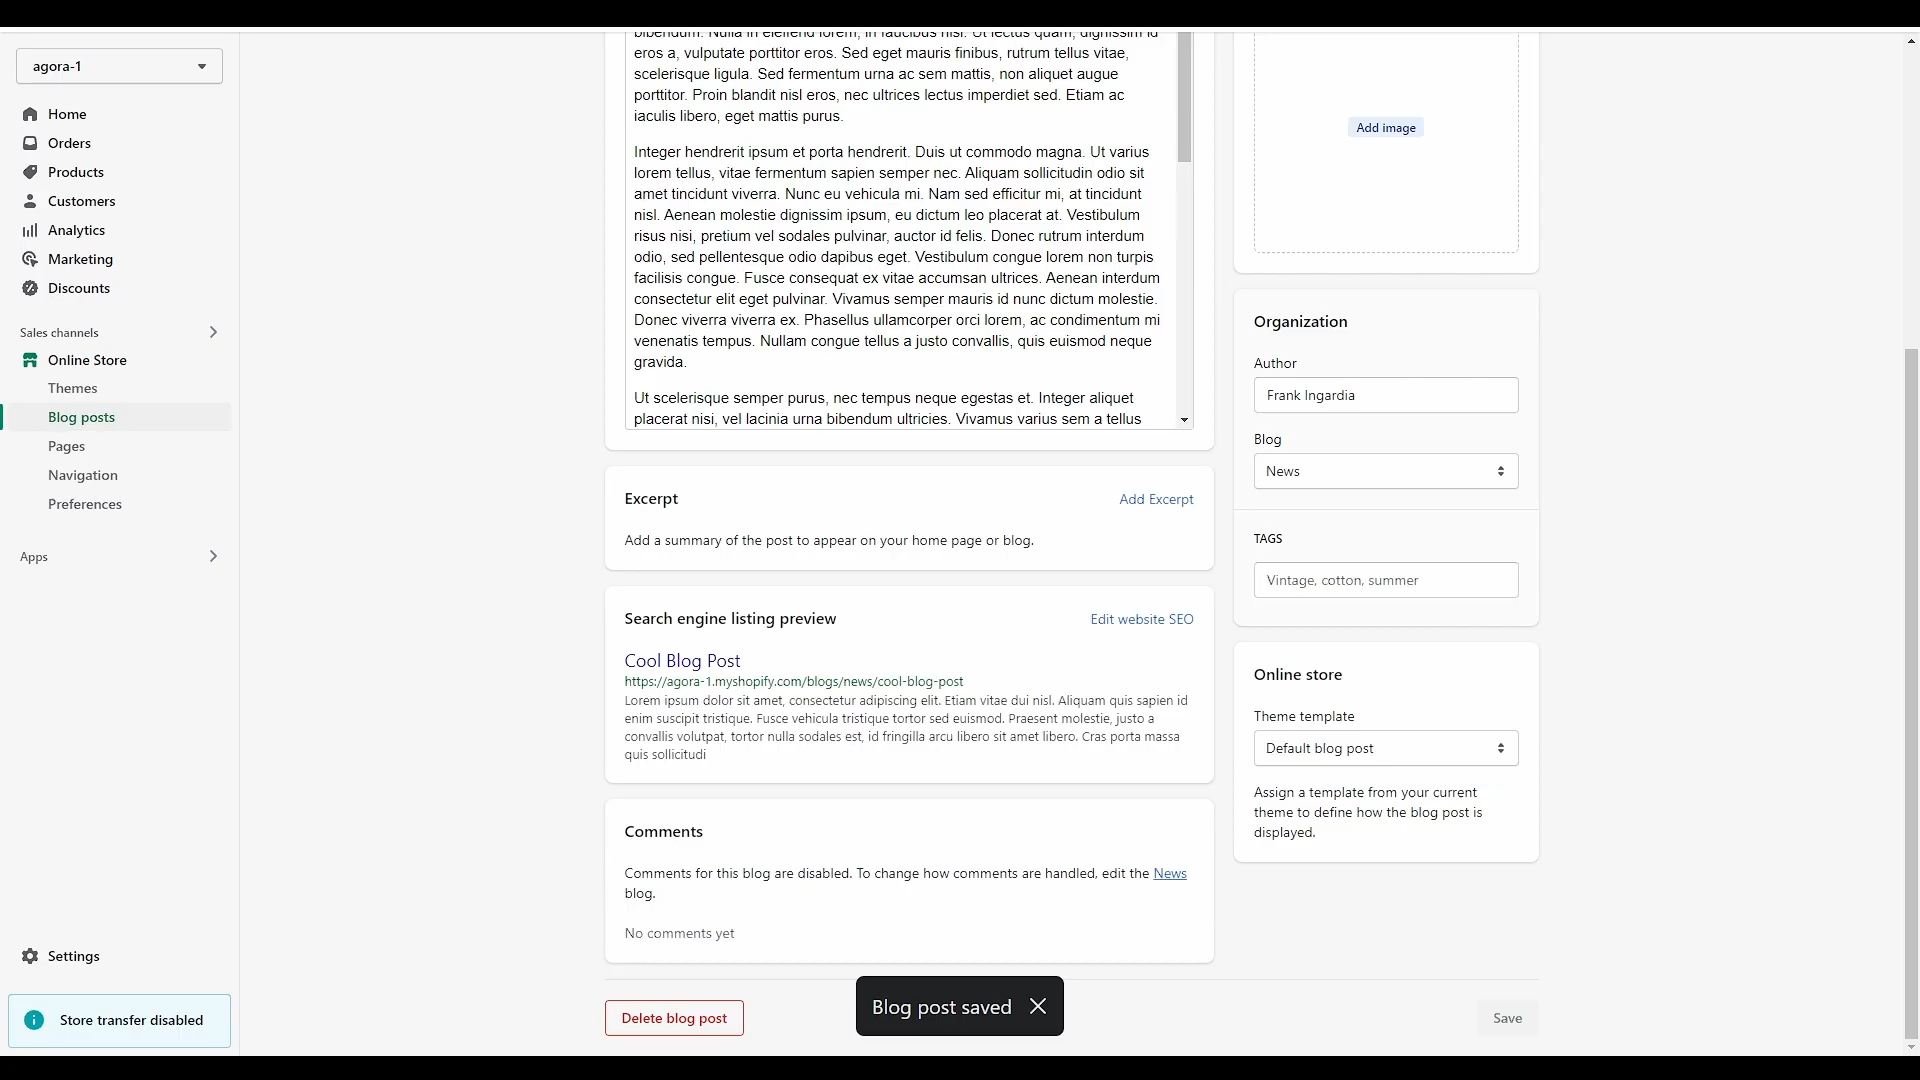 agora-1
Home
Orders
Products
Customers
Analytics
Marketing
Discounts
Sales channels
Online Store
Themes
Blog posts
Pages
Navigation
Preferences
Apps
Settings
Store transfer disabled
bibendum. Nulla in eleifend lorem, in faucibus nisi. Ut lectus quam, dignissim id
eros a, vulputate porttitor eros. Sed eget mauris finibus, rutrum tellus vitae,
scelerisque ligula. Sed fermentum urna ac sem mattis, non aliquet augue
porttitor. Proin blandit nisl eros, nec ultrices lectus imperdiet sed. Etiam ac
iaculis libero, eget mattis purus.
Integer hendrerit ipsum et porta hendrerit. Duis ut commodo magna. Ut varius
lorem tellus, vitae fermentum sapien semper nec. Aliquam sollicitudin odio sit
amet tincidunt viverra. Nunc eu vehicula mi. Nam sed efficitur mi, at tincidunt
nisl. Aenean molestie dignissim ipsum, eu dictum leo placerat at. Vestibulum
risus nisi, pretium vel sodales pulvinar, auctor id felis. Donec rutrum interdum
odio, sed pellentesque odio dapibus eget. Vestibulum congue lorem non turpis
facilisis congue. Fusce consequat ex vitae accumsan ultrices. Aenean interdum
consectetur elit eget pulvinar. Vivamus semper mauris id nunc dictum molestie.
Donec viverra viverra ex. Phasellus ullamcorper orci lorem, ac condimentum mi
venenatis tempus. Nullam congue tellus a justo convallis, quis euismod neque
gravida.
Ut scelerisque semper purus, nec tempus neque egestas et. Integer aliquet
placerat nisi, vel lacinia urna bibendum ultricies. Vivamus varius sem a tellus
Excerpt
Add Excerpt
Add a summary of the post to appear on your home page or blog.
Search engine listing preview
Edit website SEO
Cool Blog Post
https://agora-1.myshopify.com/blogs/news/cool-blog-post
Lorem ipsum dolor sit amet, consectetur adipiscing elit. Etiam vitae dui nisl. Aliquam quis sapien id
enim suscipit tristique. Fusce vehicula tristique tortor sed euismod. Praesent molestie, justo a
convallis volutpat, tortor nulla sodales est, id fringilla arcu libero sit amet libero. Cras porta massa
quis sollicitudi
Comments
Comments for this blog are disabled. To change how comments are handled, edit the News
blog.
No comments yet
Delete blog post
Blog post saved
Save
Add image
Organization
Author
Frank Ingardia
Blog
News
TAGS
Vintage, cotton, summer
Online store
Theme template
Default blog post
Assign a template from your current
theme to define how the blog post is
displayed.